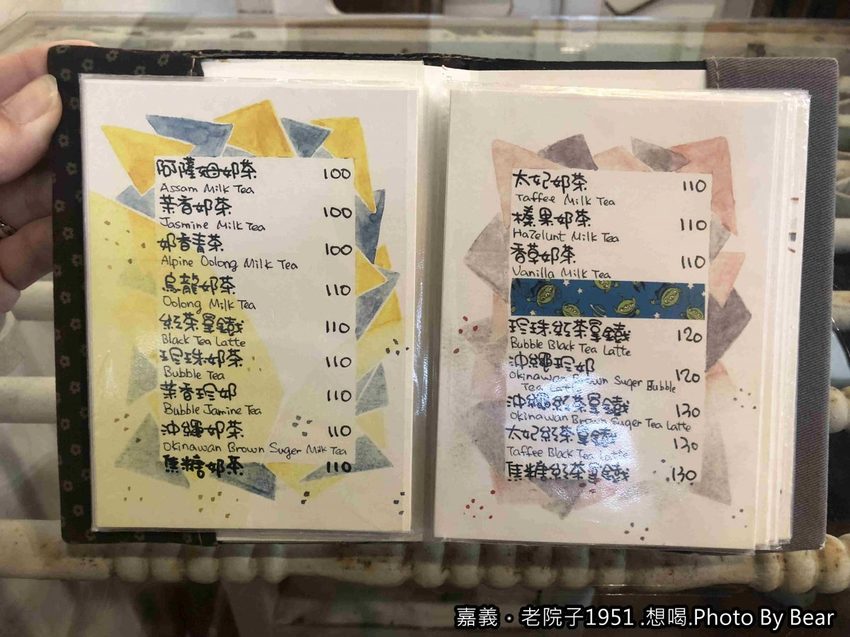 阿薩姆奶茶 100
Assam Milk Tea
茉香奶茶 100
Jasmine Milk Tea
奶香青茶 100
Alpine Oolong Milk Tea
烏龍奶茶 110
Oolong Milk Tea
紅茶拿鐵 110
Black Tea Latte
珍珠奶茶 110
Bubble Tea
茉香珍奶 110
Bubble Jamine Tea
沖繩奶茶 110
Okinawan Brown Suger Milk Tea
焦糖奶茶 110
太妃奶茶 110
Taffee Milk Tea
榛果奶茶 110
Hazelunt Milk Tea
香草奶茶 110
Vanilla Milk Tea
珍珠紅茶拿鐵 120
Bubble Black Tea Latte
沖繩珍奶 120
Okinawan Brown Suger Bubble
Tea Latte
沖繩紅茶拿鐵 130
Okinawan Brown Suger Tea Latte
太妃紅茶拿鐵 130
Taffee Black Tea Latte
焦糖紅茶拿鐵 130
嘉義‧老院子1951 .想喝.Photo By Bear